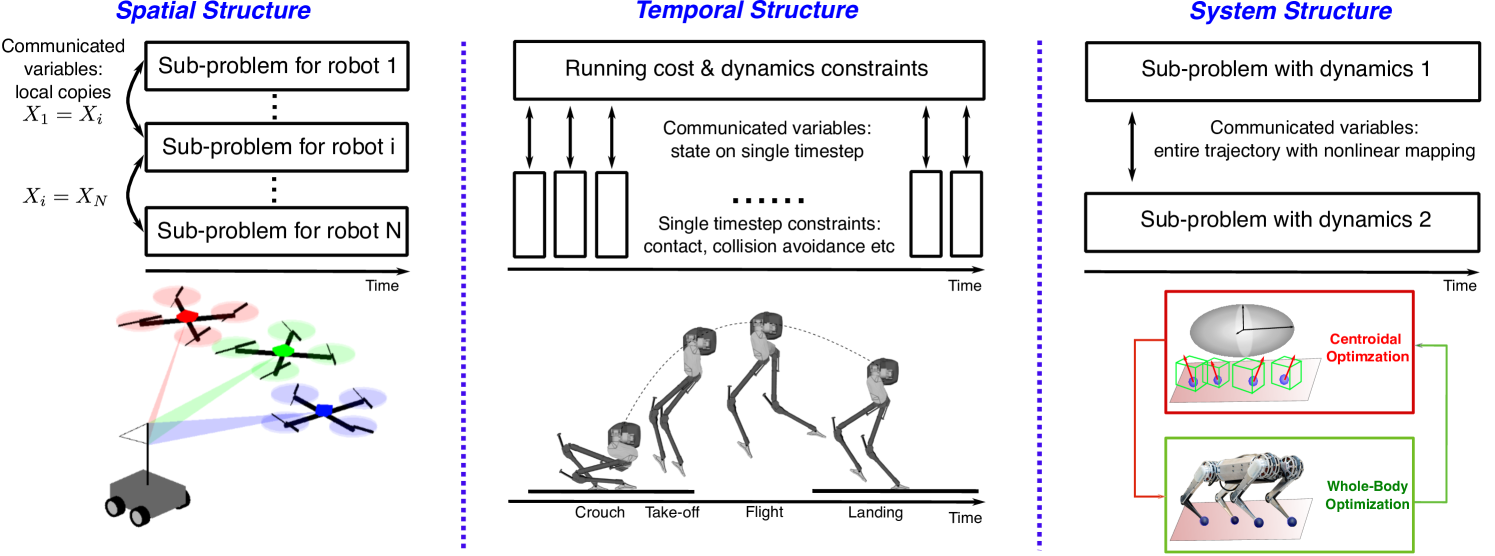 Spatial Structure
Communicated
variables:
local copies
X_1 = X_i
X_i = X_N
Sub-problem for robot 1
Sub-problem for robot i
Sub-problem for robot N
Time
Temporal Structure
Running cost & dynamics constraints
Communicated variables:
state on single timestep
Single timestep constraints:
contact, collision avoidance etc
Time
Crouch
Take-off
Flight
Landing
Time
System Structure
Sub-problem with dynamics 1
Communicated variables:
entire trajectory with nonlinear mapping
Sub-problem with dynamics 2
Time
Centroidal
Optimzation
Whole-Body
Optimization